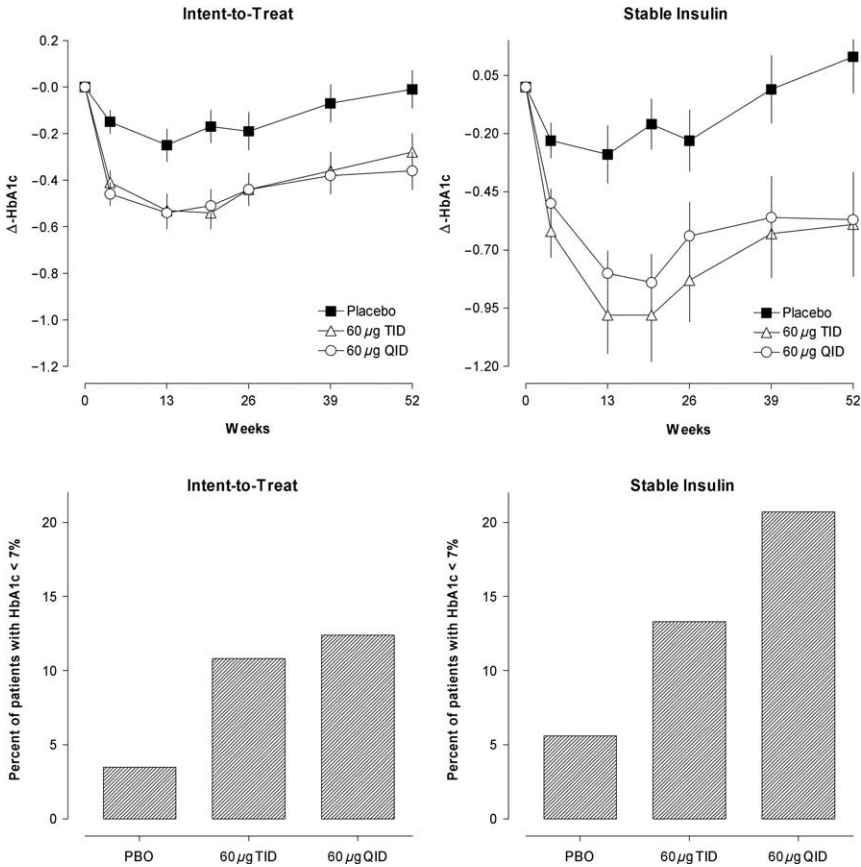 Intent-to-Treat
0.2
−0.0
−0.2
−0.4
−0.6
−0.8
−1.0
−1.2
Δ-HbA1c
Placebo
60 µg TID
60 µg QID
0 13 26 39 52
Weeks
Stable Insulin
0.05
−0.20
−0.45
−0.70
−0.95
−1.20
Δ-HbA1c
Placebo
60 µg TID
60 µg QID
0 13 26 39 52
Weeks
Intent-to-Treat
20
15
10
5
0
Percent of patients with HbA1c < 7%
PBO 60 µg TID 60 µg QID
Stable Insulin
20
15
10
5
0
Percent of patients with HbA1c < 7%
PBO 60 µg TID 60 µg QID